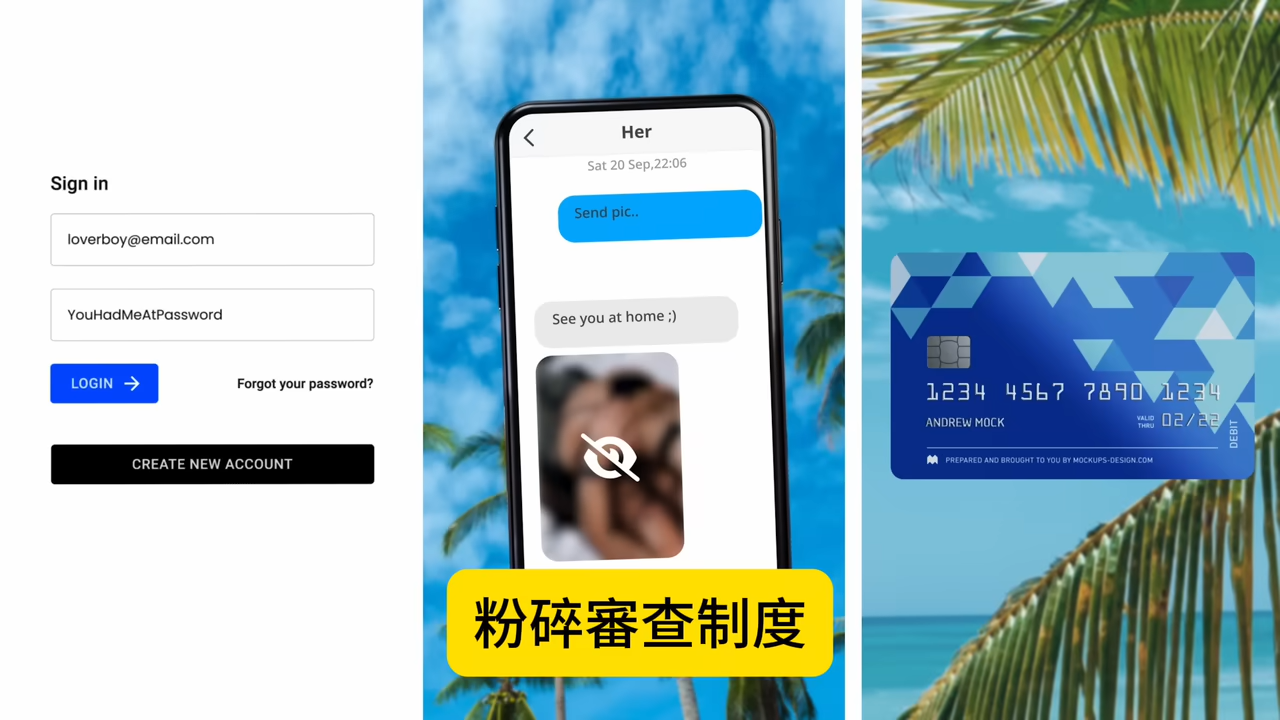 Sign in
loverboy@email.com
YouHadMeAtPassword
LOGIN
Forgot your password?
CREATE NEW ACCOUNT
Her
Sat 20 Sep,22:06
Send pic..
See you at home ;)
粉碎審查制度
1234 4567 7890 1234
ANDREW MOCK
VALID THRU 02/22
DEBIT
PREPARED AND BROUGHT TO YOU BY MOCKUPS-DESIGN.COM